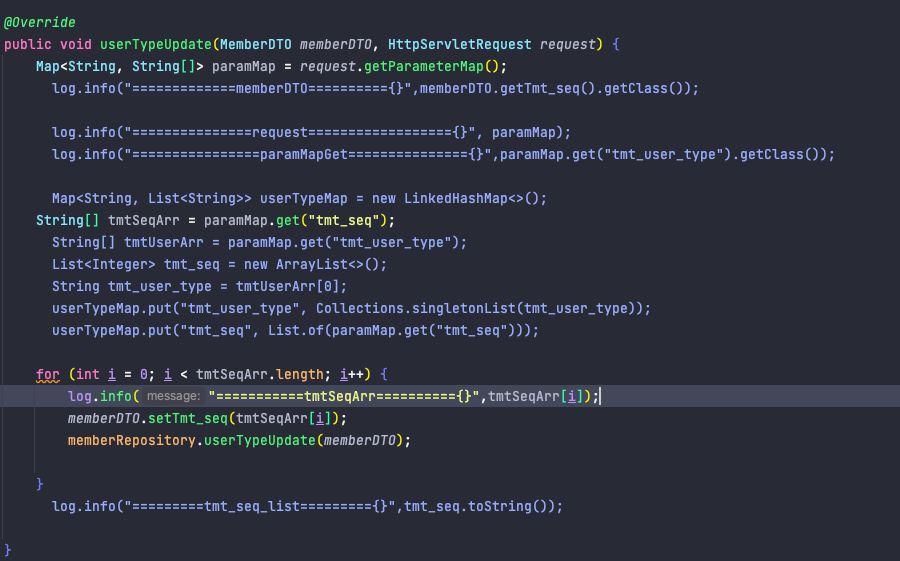 @Override
public void userTypeUpdate(MemberDTO memberDTO, HttpServletRequest request) {
Map<String, String[]> paramMap = request.getParameterMap();
log.info("=============memberDTO=========={}",memberDTO.getTmt_seq().getClass());
log.info("===============request=================={}", paramMap);
log.info("================paramMapGet==============={}",paramMap.get("tmt_user_type").getClass());
Map<String, List<String>> userTypeMap = new LinkedHashMap<>();
String[] tmtSeqArr = paramMap.get("tmt_seq");
String[] tmtUserArr = paramMap.get("tmt_user_type");
List<Integer> tmt_seq = new ArrayList<>();
String tmt_user_type = tmtUserArr[0];
userTypeMap.put("tmt_user_type", Collections.singletonList(tmt_user_type));
userTypeMap.put("tmt_seq", List.of(paramMap.get("tmt_seq")));
for (int i = 0; i < tmtSeqArr.length; i++) {
log.info( message: "===========tmtSeqArr=========={}",tmtSeqArr[i]);
memberDTO.setTmt_seq(tmtSeqArr[i]);
memberRepository.userTypeUpdate(memberDTO);
}
log.info("=========tmt_seq_list========={}",tmt_seq.toString());
}